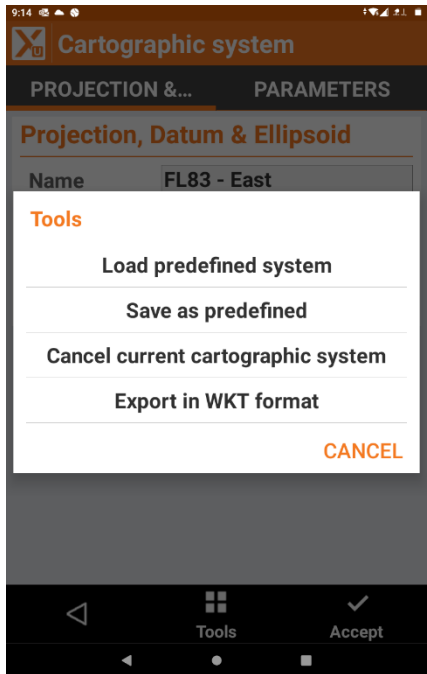 9:14
Cartographic system
PROJECTION &... PARAMETERS
Projection, Datum & Ellipsoid
Name FL83 - East
Tools
Load predefined system
Save as predefined
Cancel current cartographic system
Export in WKT format
CANCEL
Tools Accept